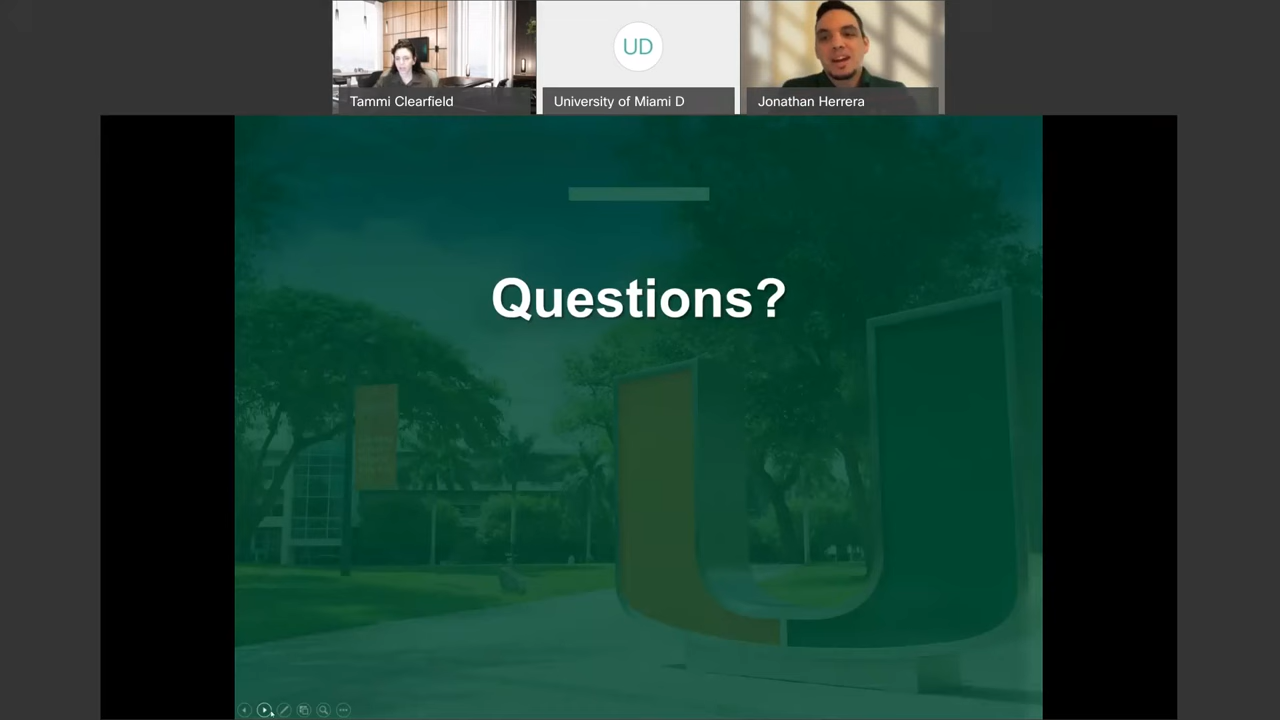 UD
Tammi Clearfield
University of Miami D
Jonathan Herrera
Questions?